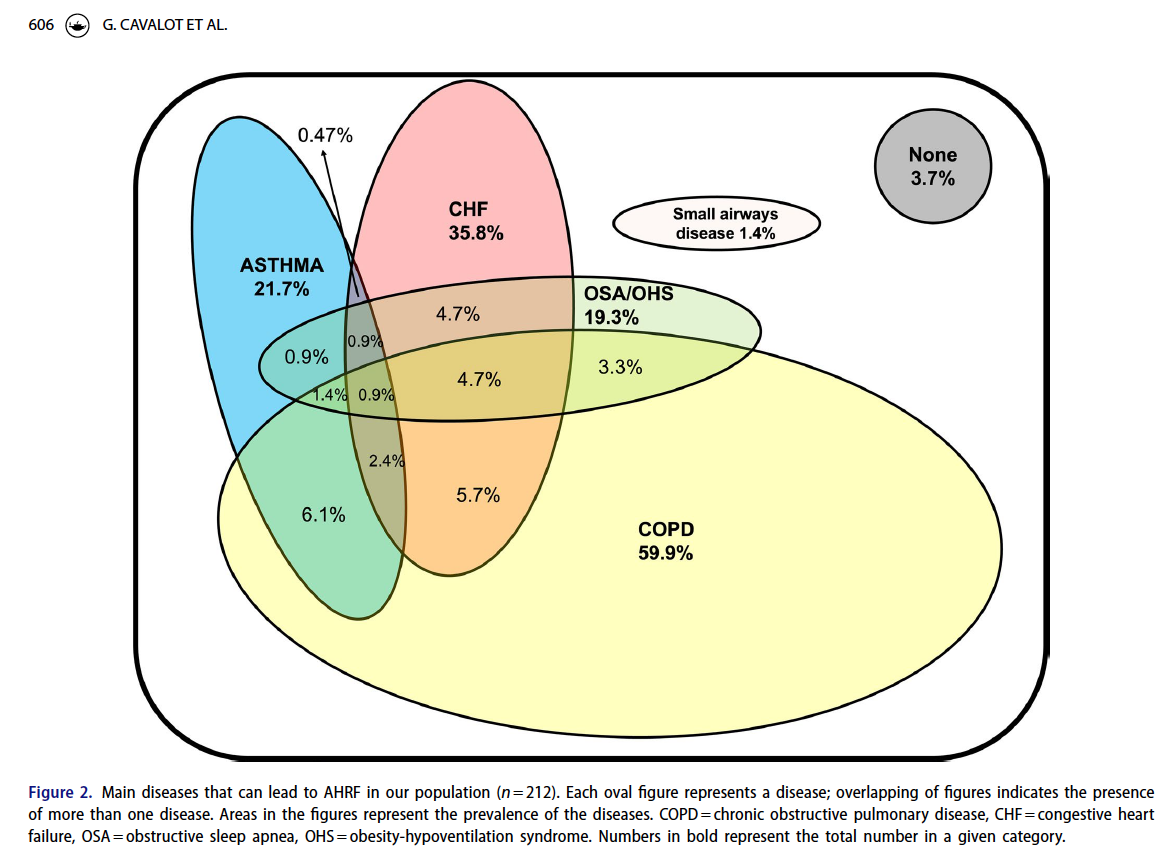 606 G. CAVALOT ET AL.
0.47%
None
3.7%
CHF
35.8%
Small airways
disease 1.4%
ASTHMA
21.7%
OSA/OHS
19.3%
4.7%
0.9%
0.9%
4.7%
3.3%
1.4%
0.9%
2.4%
5.7%
6.1%
COPD
59.9%
Figure 2. Main diseases that can lead to AHRF in our population (n=212). Each oval figure represents a disease; overlapping of figures indicates the presence
of more than one disease. Areas in the figures represent the prevalence of the diseases. COPD=chronic obstructive pulmonary disease, CHF=congestive heart
failure, OSA=obstructive sleep apnea, OHS=obesity-hypoventilation syndrome. Numbers in bold represent the total number in a given category.